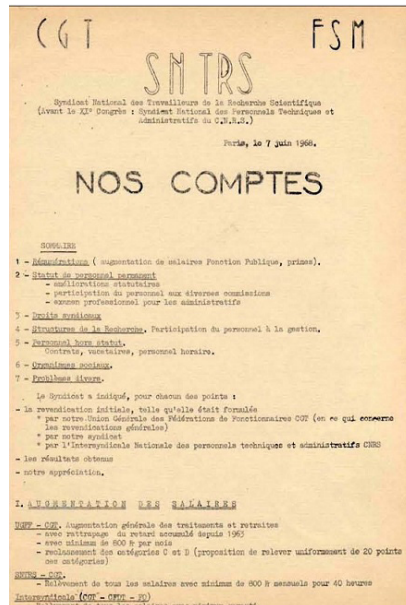 CGT FSM
SNTRS
Syndicat National des Travailleurs de la Recherche Scientifique
(Avant le XX° Congrès : Syndicat National des Personnels Techniques et
Administratifs du C.N.R.S.)
Paris, le 7 juin 1968.
NOS COMPTES
SOMMAIRE
1 - Rémunérations ( augmentation de salaires Fonction Publique, primes).
2 - Statut de personnel permanent
- améliorations statutaires
- participation du personnel aux diverses commissions
- examen professionnel pour les administratifs
3 - Droits syndicaux
4 - Structures de la Recherche. Participation du personnel à la gestion.
5 - Personnel hors statut.
Contrats, vacataires, personnel horaire.
6 - Organismes sociaux.
7 - Problèmes divers.
Le Syndicat a indiqué, pour chacun des points :
- la revendication initiale, telle qu'elle était formulée
* par notre Union Générale des Fédérations de Fonctionnaires CGT (en ce qui concerne
les revendications générales)
* par notre syndicat
* par l'Intersyndicale Nationale des personnels techniques et administratifs CNRS
- les résultats obtenus
- notre appréciation.
I. AUGMENTATION DES SALAIRES
UGFF - CGT. Augmentation générale des traitements et retraites
- avec rattrapage du retard accumulé depuis 1963
- avec minimum de 800 F par mois
- reclassement des catégories C et D (proposition de relever uniformement de 20 points
ces catégories)
SNTRS - CGT.
- Relèvement de tous les salaires avec minimum de 800 F mensuels pour 40 heures
Intersyndicale (CGT - CFDT - FO)